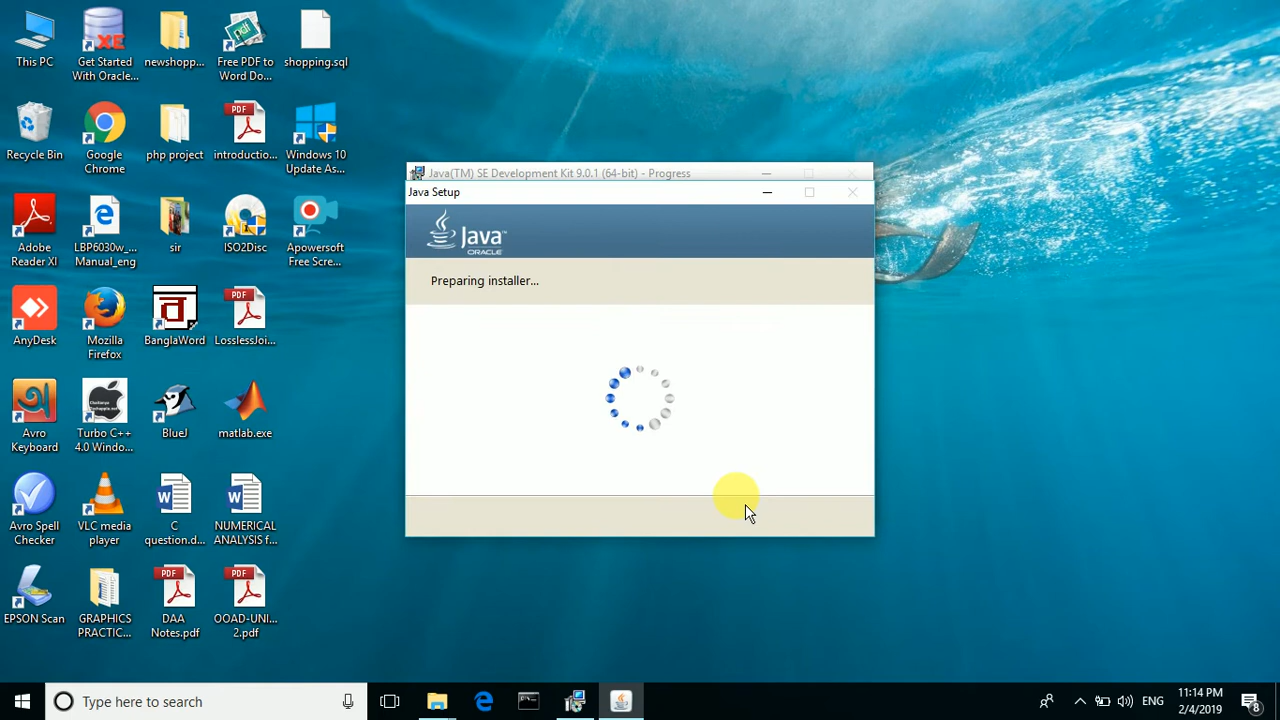 This PC
Get Started
With Oracle...
newshopp...
Free PDF to
Word Do...
shopping.sql
Recycle Bin
Google
Chrome
php project
introductio...
Windows 10
Update As...
Adobe
Reader XI
LBP6030w_...
Manual_eng
sir
ISO2Disc
Apowersoft
Free Scre...
AnyDesk
Mozilla
Firefox
BanglaWord
LosslessJoi...
Avro
Keyboard
Turbo C++
4.0 Windo...
BlueJ
matlab.exe
Avro Spell
Checker
VLC media
player
C
question.d...
NUMERICAL
ANALYSIS f...
EPSON Scan
GRAPHICS
PRACTIC...
DAA
Notes.pdf
OOAD-UNI...
2.pdf
Java(TM) SE Development Kit 9.0.1 (64-bit) - Progress
Java Setup
Java™
ORACLE
Preparing installer...
Type here to search
ENG
11:14 PM
2/4/2019
8